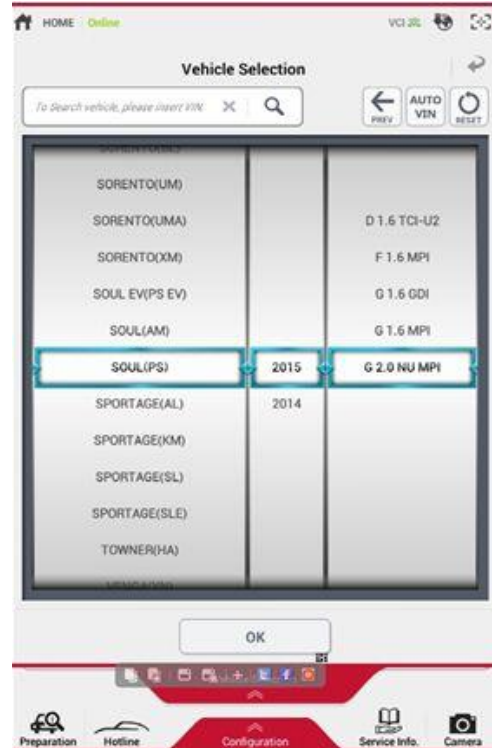 HOME Online VCI
Vehicle Selection
To Search vehicle, please insert VIN.
PREV
AUTO VIN
RESET
SORENTO(UM)
SORENTO(UMA) D 1.6 TCI-U2
SORENTO(XM) F 1.6 MPI
SOUL EV(PS EV) G 1.6 GDI
SOUL(AM) G 1.6 MPI
SOUL(PS) 2015 G 2.0 NU MPI
SPORTAGE(AL) 2014
SPORTAGE(KM)
SPORTAGE(SL)
SPORTAGE(SLE)
TOWNER(HA)
OK
Preparation Hotline Configuration Service Info. Camera